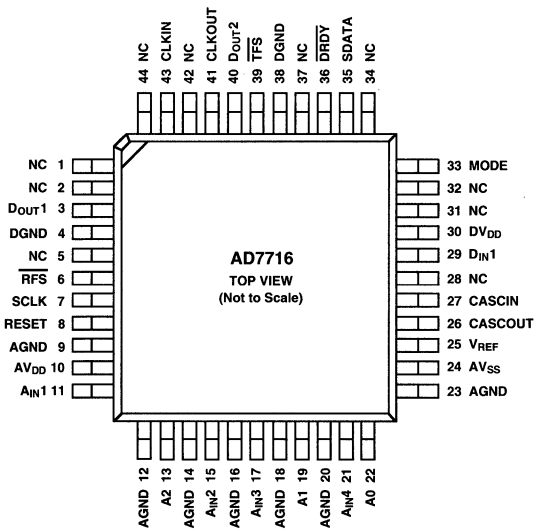 44 NC
43 CLKIN
42 NC
41 CLKOUT
40 DOUT2
39 TFS
38 DGND
37 NC
36 DRDY
35 SDATA
34 NC
NC 1
NC 2
DOUT1 3
DGND 4
NC 5
RFS 6
SCLK 7
RESET 8
AGND 9
AVDD 10
AIN1 11
AD7716
TOP VIEW
(Not to Scale)
33 MODE
32 NC
31 NC
30 DVDD
29 DIN1
28 NC
27 CASCIN
26 CASCOUT
25 VREF
24 AVSS
23 AGND
AGND 12
A2 13
AGND 14
AIN2 15
AGND 16
AIN3 17
AGND 18
A1 19
AGND 20
AIN4 21
A0 22